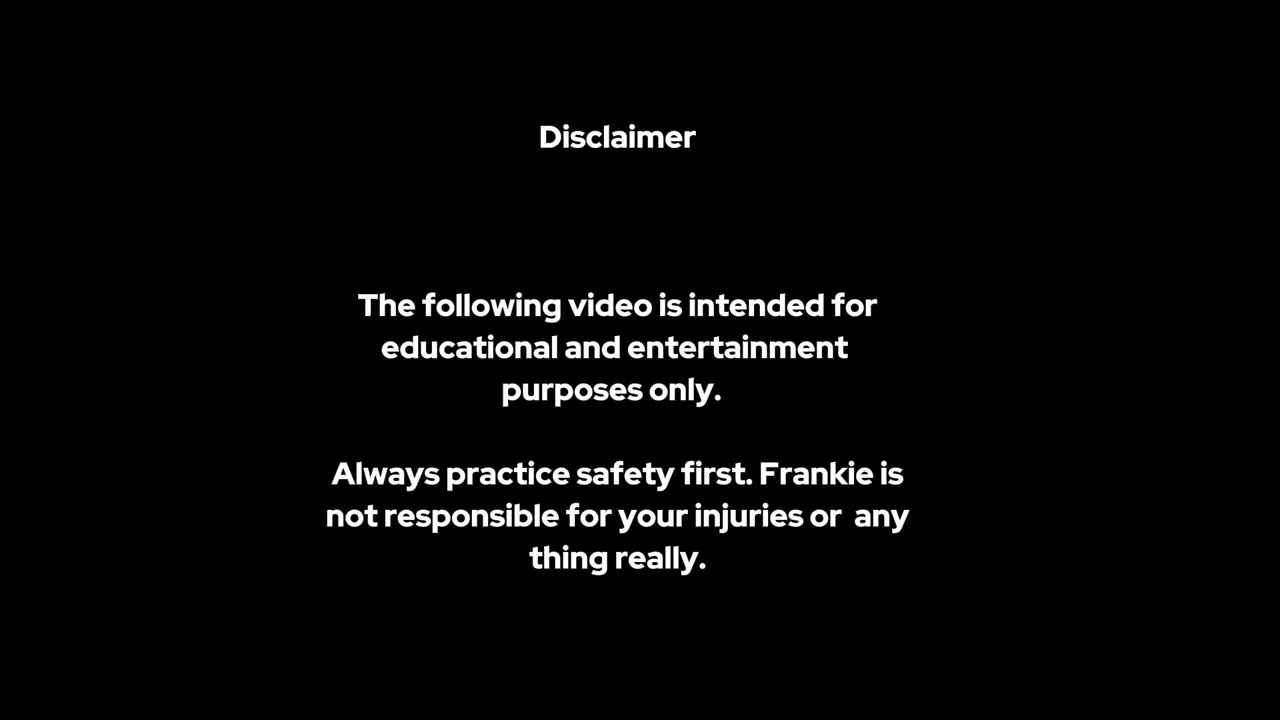 Disclaimer
The following video is intended for
educational and entertainment
purposes only.
Always practice safety first. Frankie is
not responsible for your injuries or  any
thing really.